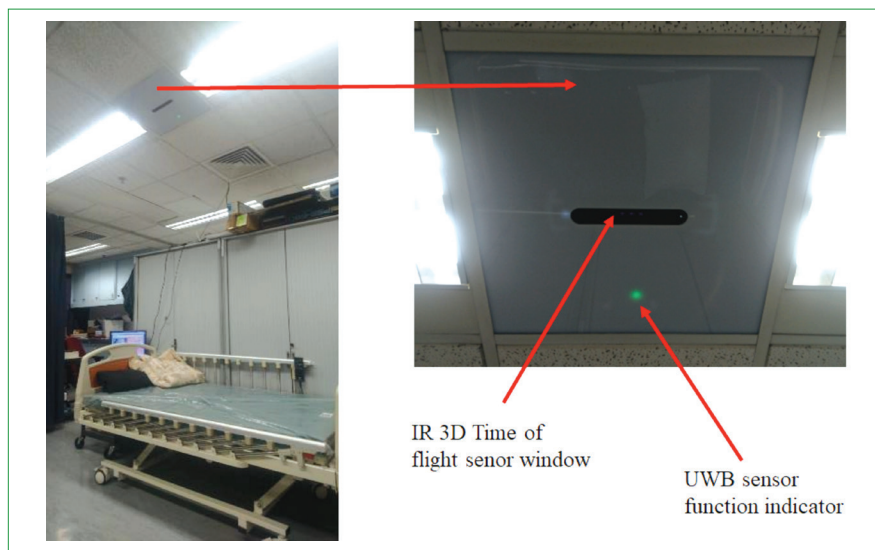 IR 3D Time of
flight senor window
UWB sensor
function indicator